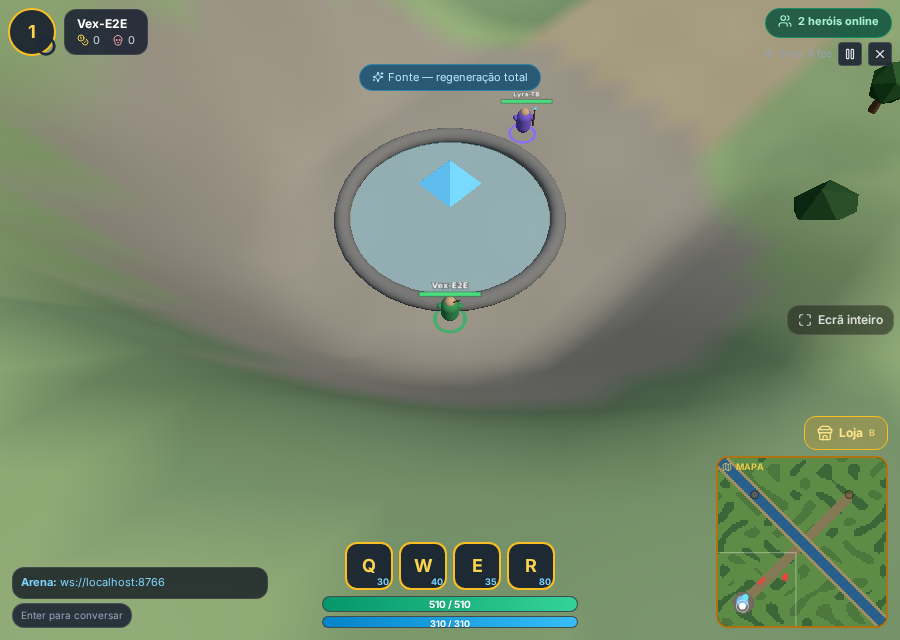 1
Vex-E2E
0
0
2 heróis online
Fonte — regeneração total
Lyra-TB
Vex-E2E
Ecrã inteiro
Loja B
MAPA
Q
30
W
40
E
35
R
80
Arena: ws://localhost:8766
510 / 510
Enter para conversar
310 / 310